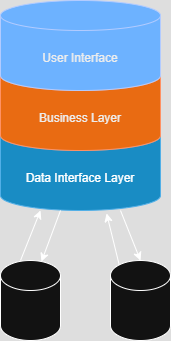 User Interface
Business Layer
Data Interface Layer